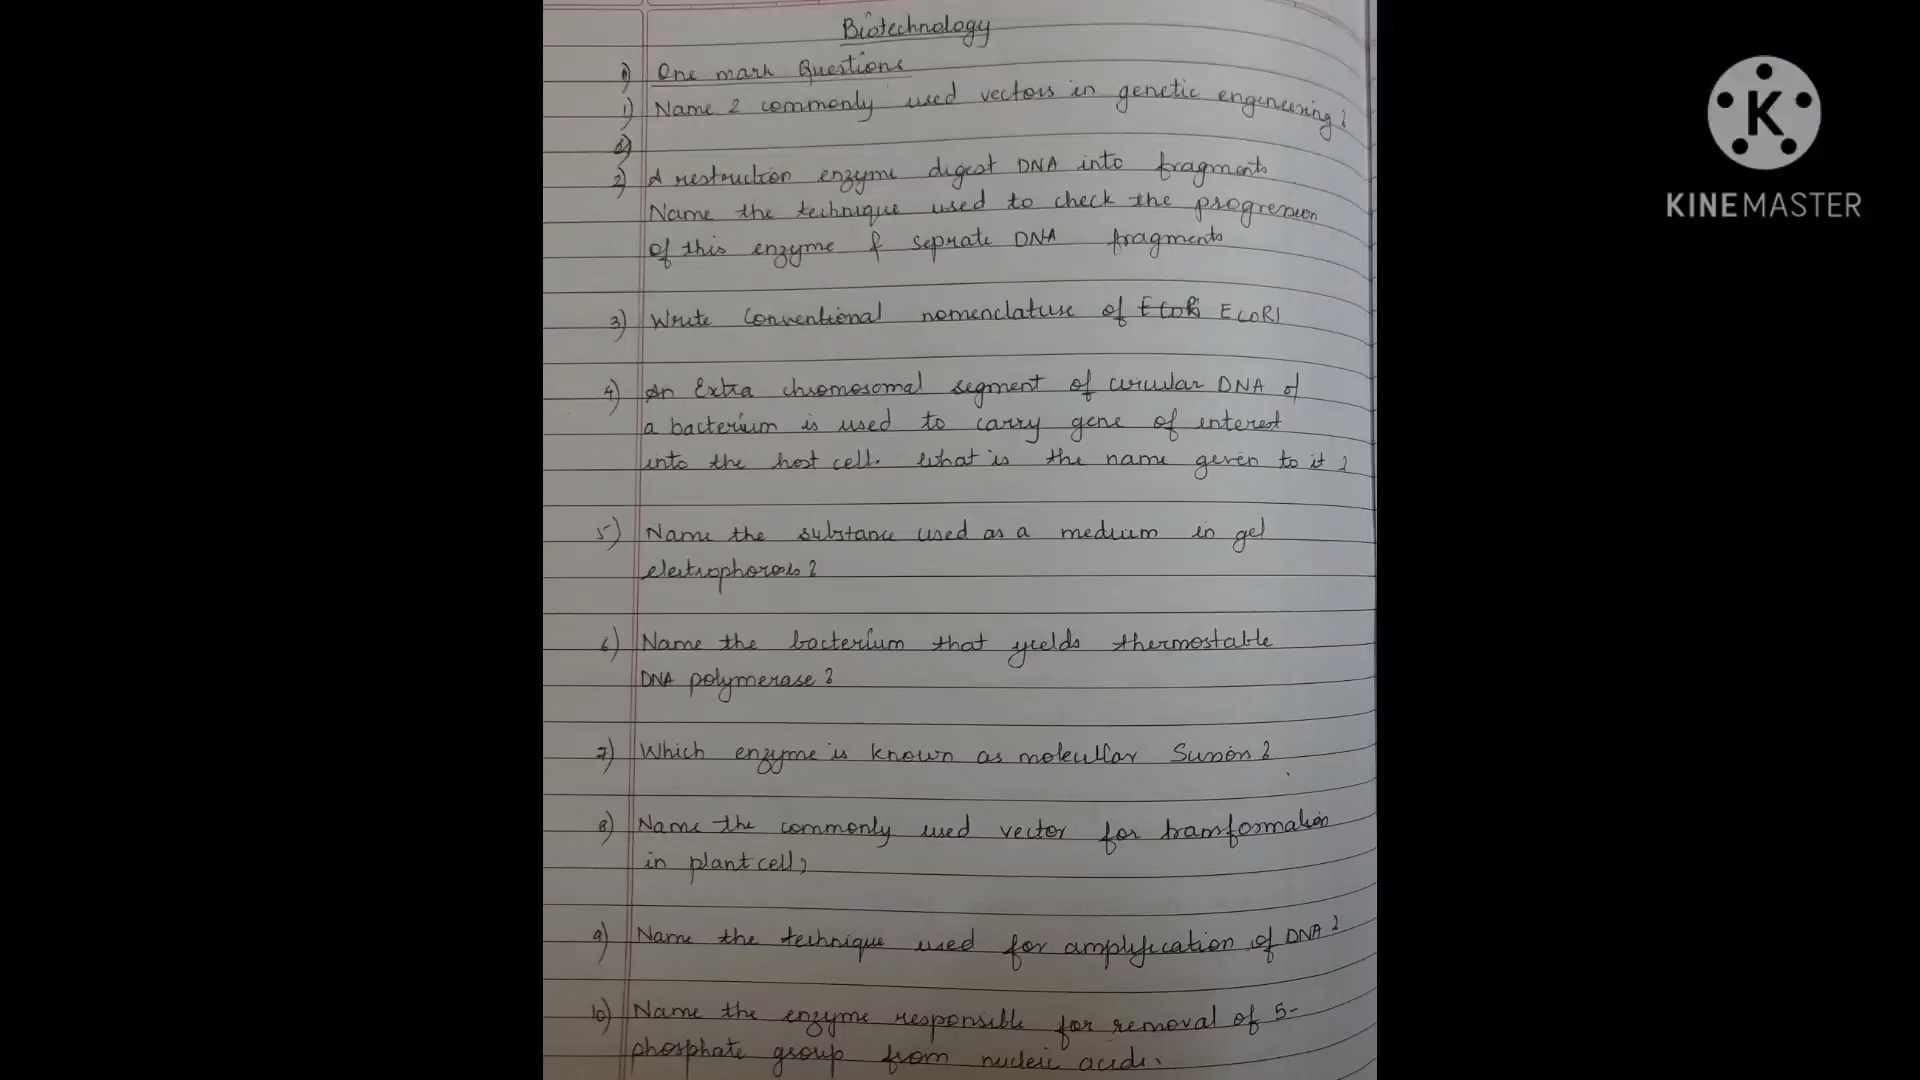 Biotechnology
1) One mark Questions
1) Name 2 commonly used vectors in genetic engineering?
2) A restruction enzyme digest DNA into fragments
Name the technique used to check the progression
of this enzyme & seprate DNA fragments
3) Write Conventional nomenclature of EcoR EcoRI
4) An Extra chromosomal segment of circular DNA of
a bacterium is used to carry gene of interest
into the host cell. What is the name given to it?
5) Name the substance used as a medium in gel
electrophoresis?
6) Name the bacterium that yields thermostable
DNA polymerase?
7) Which enzyme is known as
8) Name the commonly used vector for transformation
in plant cell?
9) Name the technique used for amplification of DNA?
10) Name the enzyme responsible for removal of 5-
phosphate group from nucleic acids.
K
KINEMASTER